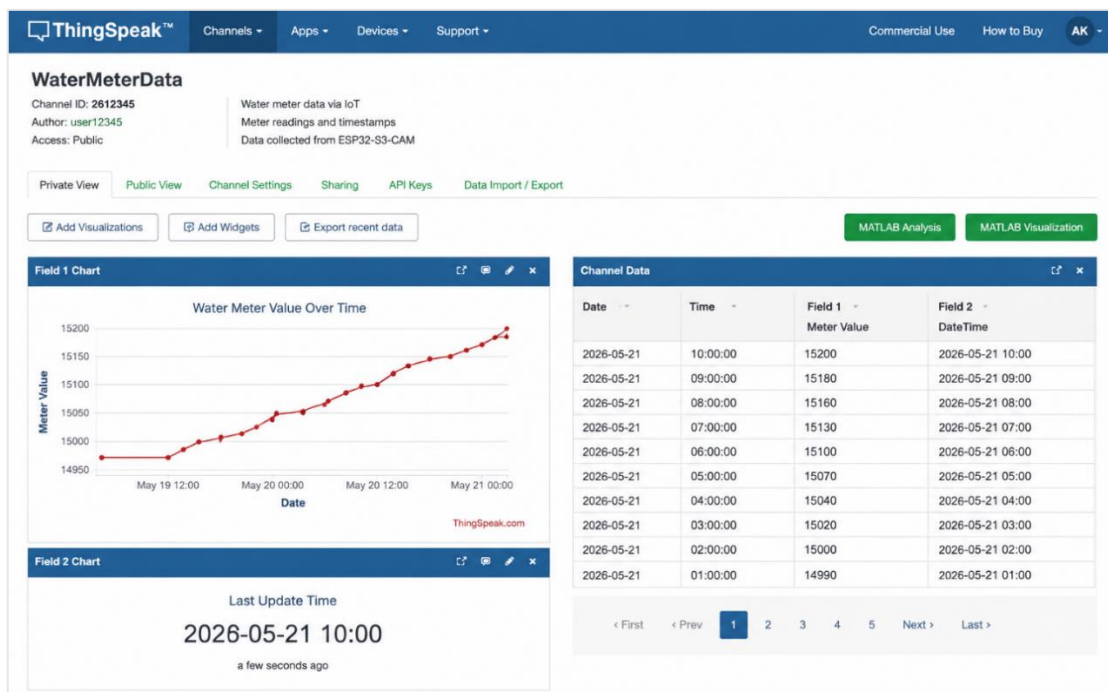 ThingSpeak™ Channels Apps Devices Support Commercial Use How to Buy AK
WaterMeterData
Channel ID: 2612345
Author: user12345
Access: Public
Water meter data via IoT
Meter readings and timestamps
Data collected from ESP32-S3-CAM
Private View Public View Channel Settings Sharing API Keys Data Import / Export
Add Visualizations Add Widgets Export recent data MATLAB Analysis MATLAB Visualization
Field 1 Chart
Water Meter Value Over Time
Meter Value
15200
15150
15100
15050
15000
14950
May 19 12:00 May 20 00:00 May 20 12:00 May 21 00:00
Date
ThingSpeak.com
Field 2 Chart
Last Update Time
2026-05-21 10:00
a few seconds ago
Channel Data
Date Time Field 1 Field 2
Meter Value DateTime
2026-05-21 10:00:00 15200 2026-05-21 10:00
2026-05-21 09:00:00 15180 2026-05-21 09:00
2026-05-21 08:00:00 15160 2026-05-21 08:00
2026-05-21 07:00:00 15130 2026-05-21 07:00
2026-05-21 06:00:00 15100 2026-05-21 06:00
2026-05-21 05:00:00 15070 2026-05-21 05:00
2026-05-21 04:00:00 15040 2026-05-21 04:00
2026-05-21 03:00:00 15020 2026-05-21 03:00
2026-05-21 02:00:00 15000 2026-05-21 02:00
2026-05-21 01:00:00 14990 2026-05-21 01:00
‹ First ‹ Prev 1 2 3 4 5 Next › Last ›